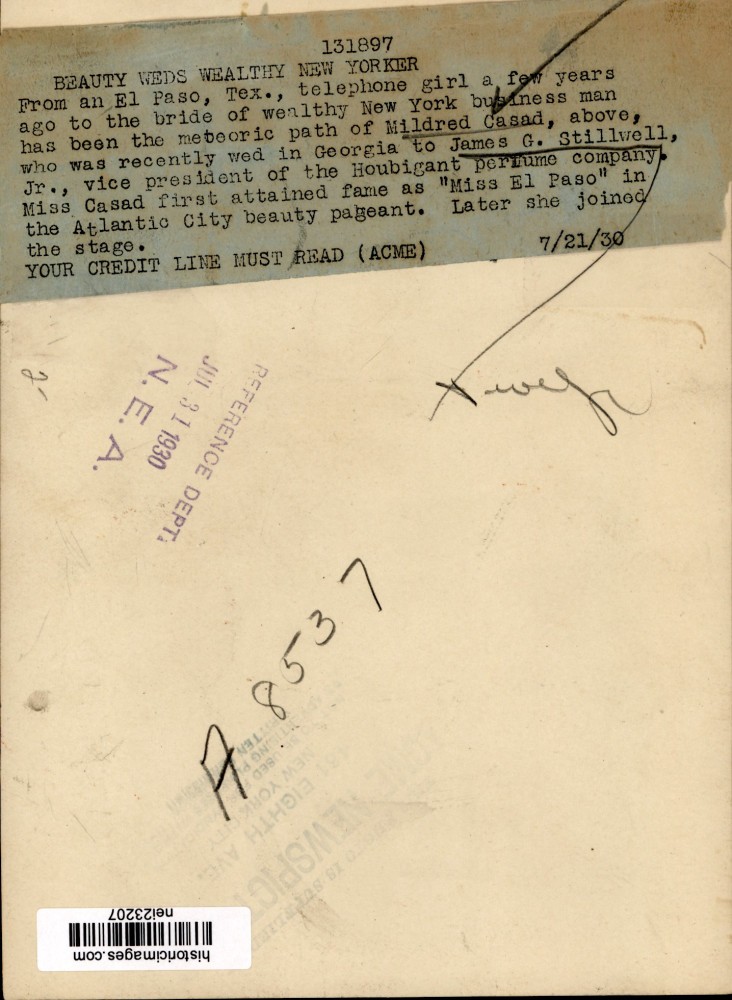 131897
BEAUTY WEDS WEALTHY NEW YORKER
From an El Paso, Tex., telephone girl a few years
ago to the bride of wealthy New York business man
has been the meteoric path of Mildred Casad, above,
who was recently wed in Georgia to James G. Stillwell,
Jr., vice president of the Houbigant perfume company.
Miss Casad first attained fame as "Miss El Paso" in
the Atlantic City beauty pageant. Later she joined
the stage.
YOUR CREDIT LINE MUST READ (ACME) 7/21/30
REFERENCE DEPT.
JUL 31 1930
N. E. A.
A 8537
NEW YORK
EIGHTH AVE.
historicimages.com
nei23207